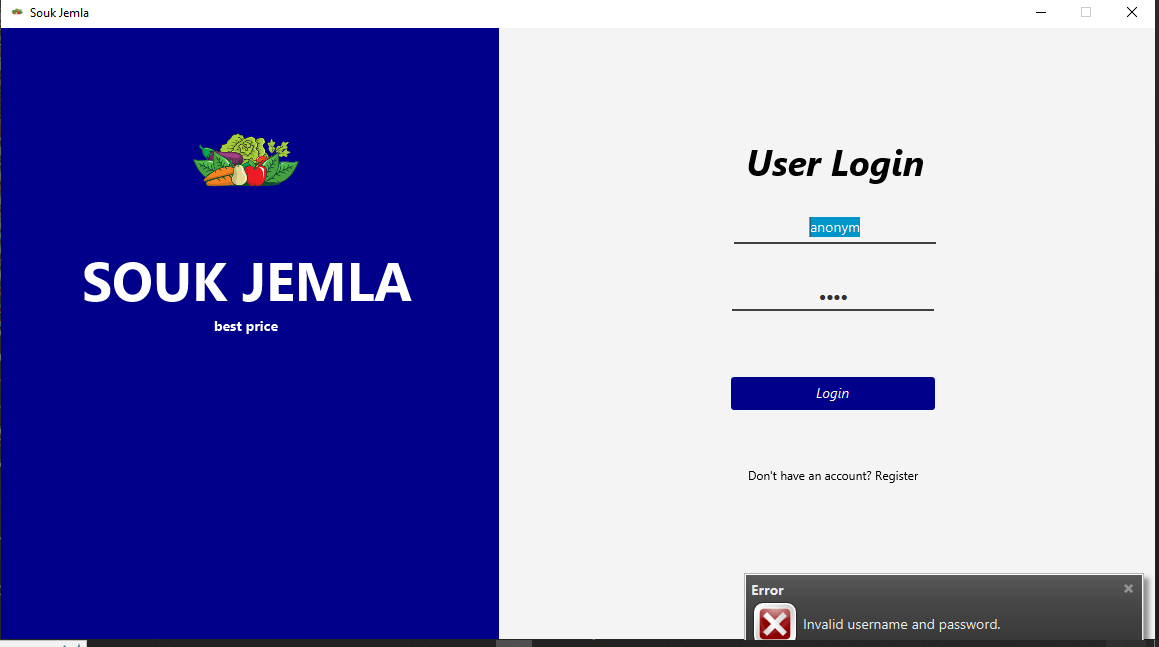 Souk Jemla
SOUK JEMLA
best price
User Login
anonym
••••
Login
Don't have an account? Register
Error
Invalid username and password.